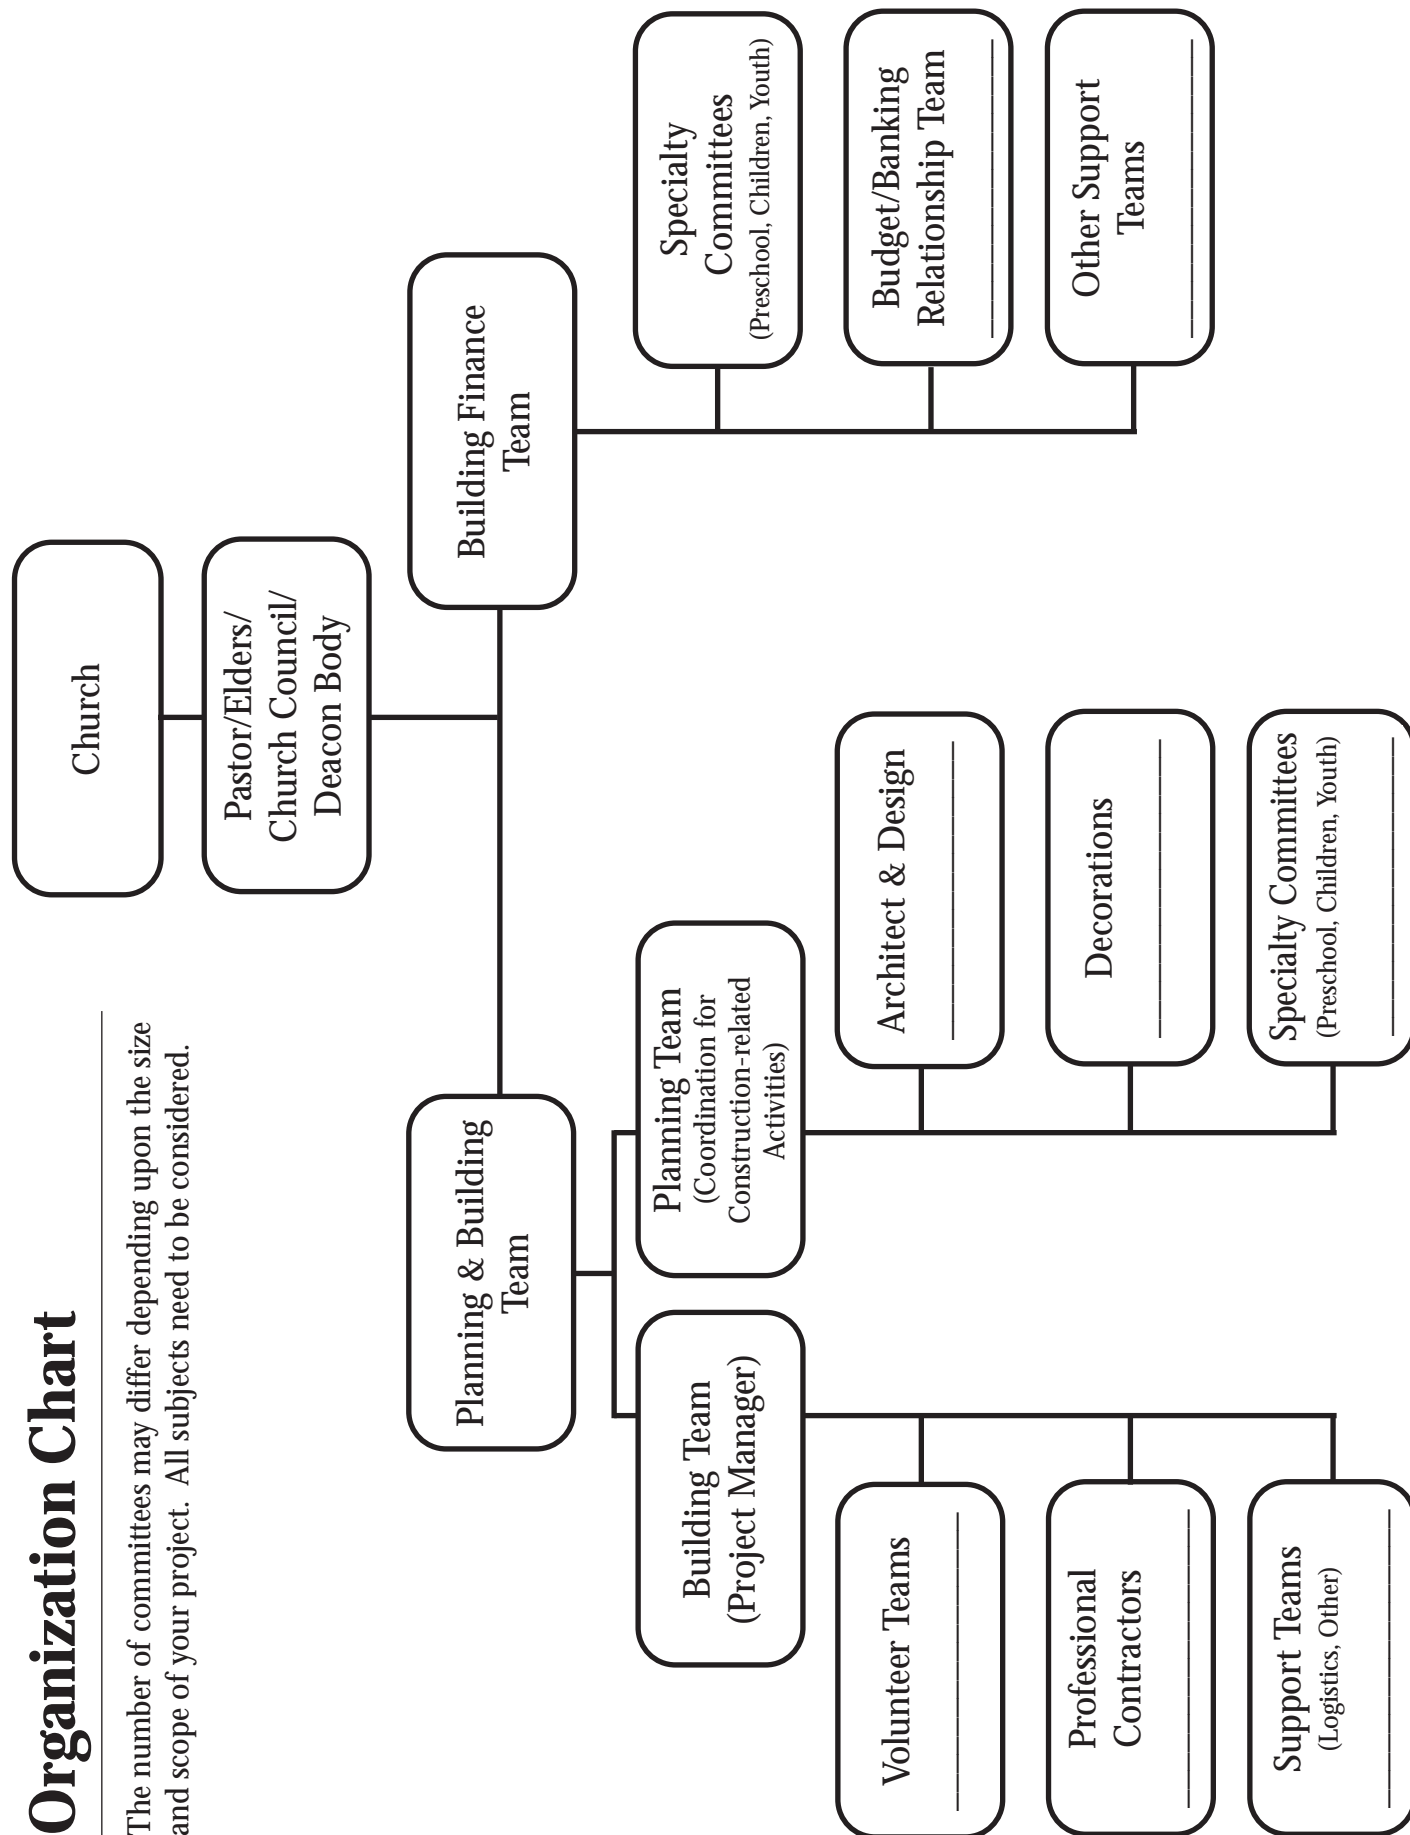 Organization Chart
The number of committees may differ depending upon the size
and scope of your project.  All subjects need to be considered.
Church
Pastor/Elders/
Church Council/
Deacon Body
Planning & Building
Team
Building Finance
Team
Building Team
(Project Manager)
Planning Team
(Coordination for
Construction-related
Activities)
Specialty
Committees
(Preschool, Children, Youth)
Volunteer Teams
Architect & Design
Budget/Banking
Relationship Team
Professional
Contractors
Decorations
Other Support
Teams
Support Teams
(Logistics, Other)
Specialty Committees
(Preschool, Children, Youth)